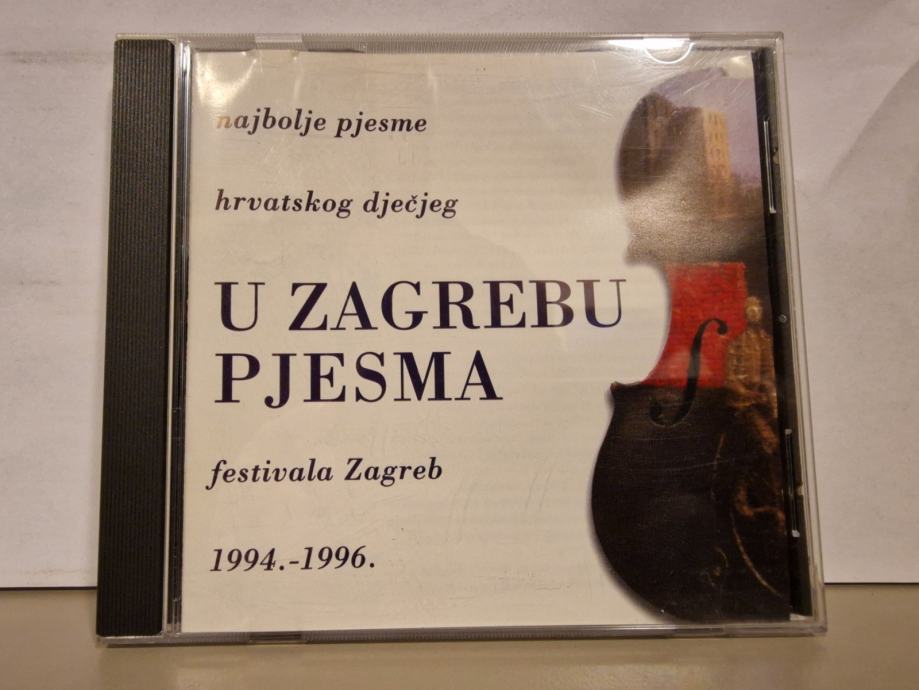 najbolje pjesme
hrvatskog dječjeg
U ZAGREBU
PJESMA
festivala Zagreb
1994.-1996.